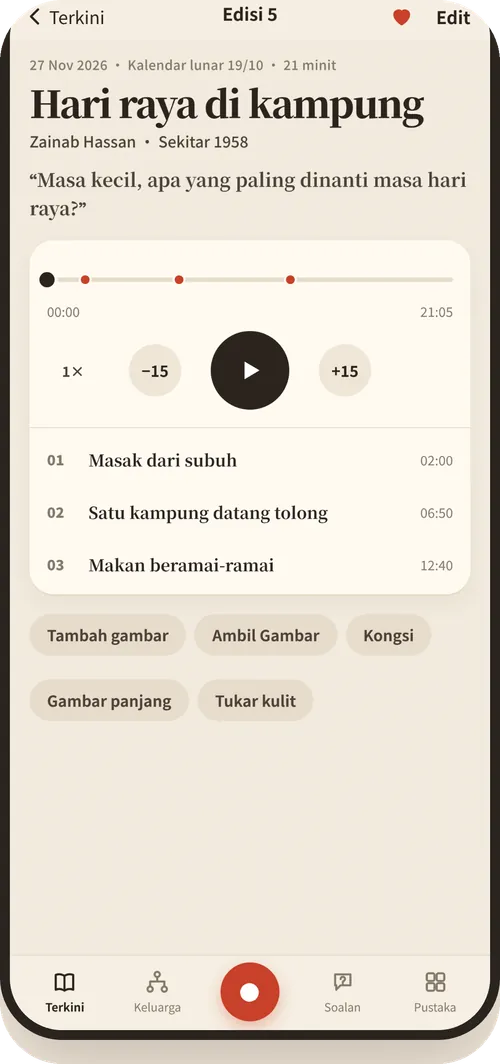 Terkini
Edisi 5
Edit
27 Nov 2026 • Kalendar lunar 19/10 • 21 minit
Hari raya di kampung
Zainab Hassan • Sekitar 1958
“Masa kecil, apa yang paling dinanti masa hari
raya?”
00:00
21:05
1×
−15
+15
01 Masak dari subuh 02:00
02 Satu kampung datang tolong 06:50
03 Makan beramai-ramai 12:40
Tambah gambar
Ambil Gambar
Kongsi
Gambar panjang
Tukar kulit
Terkini
Keluarga
Soalan
Pustaka